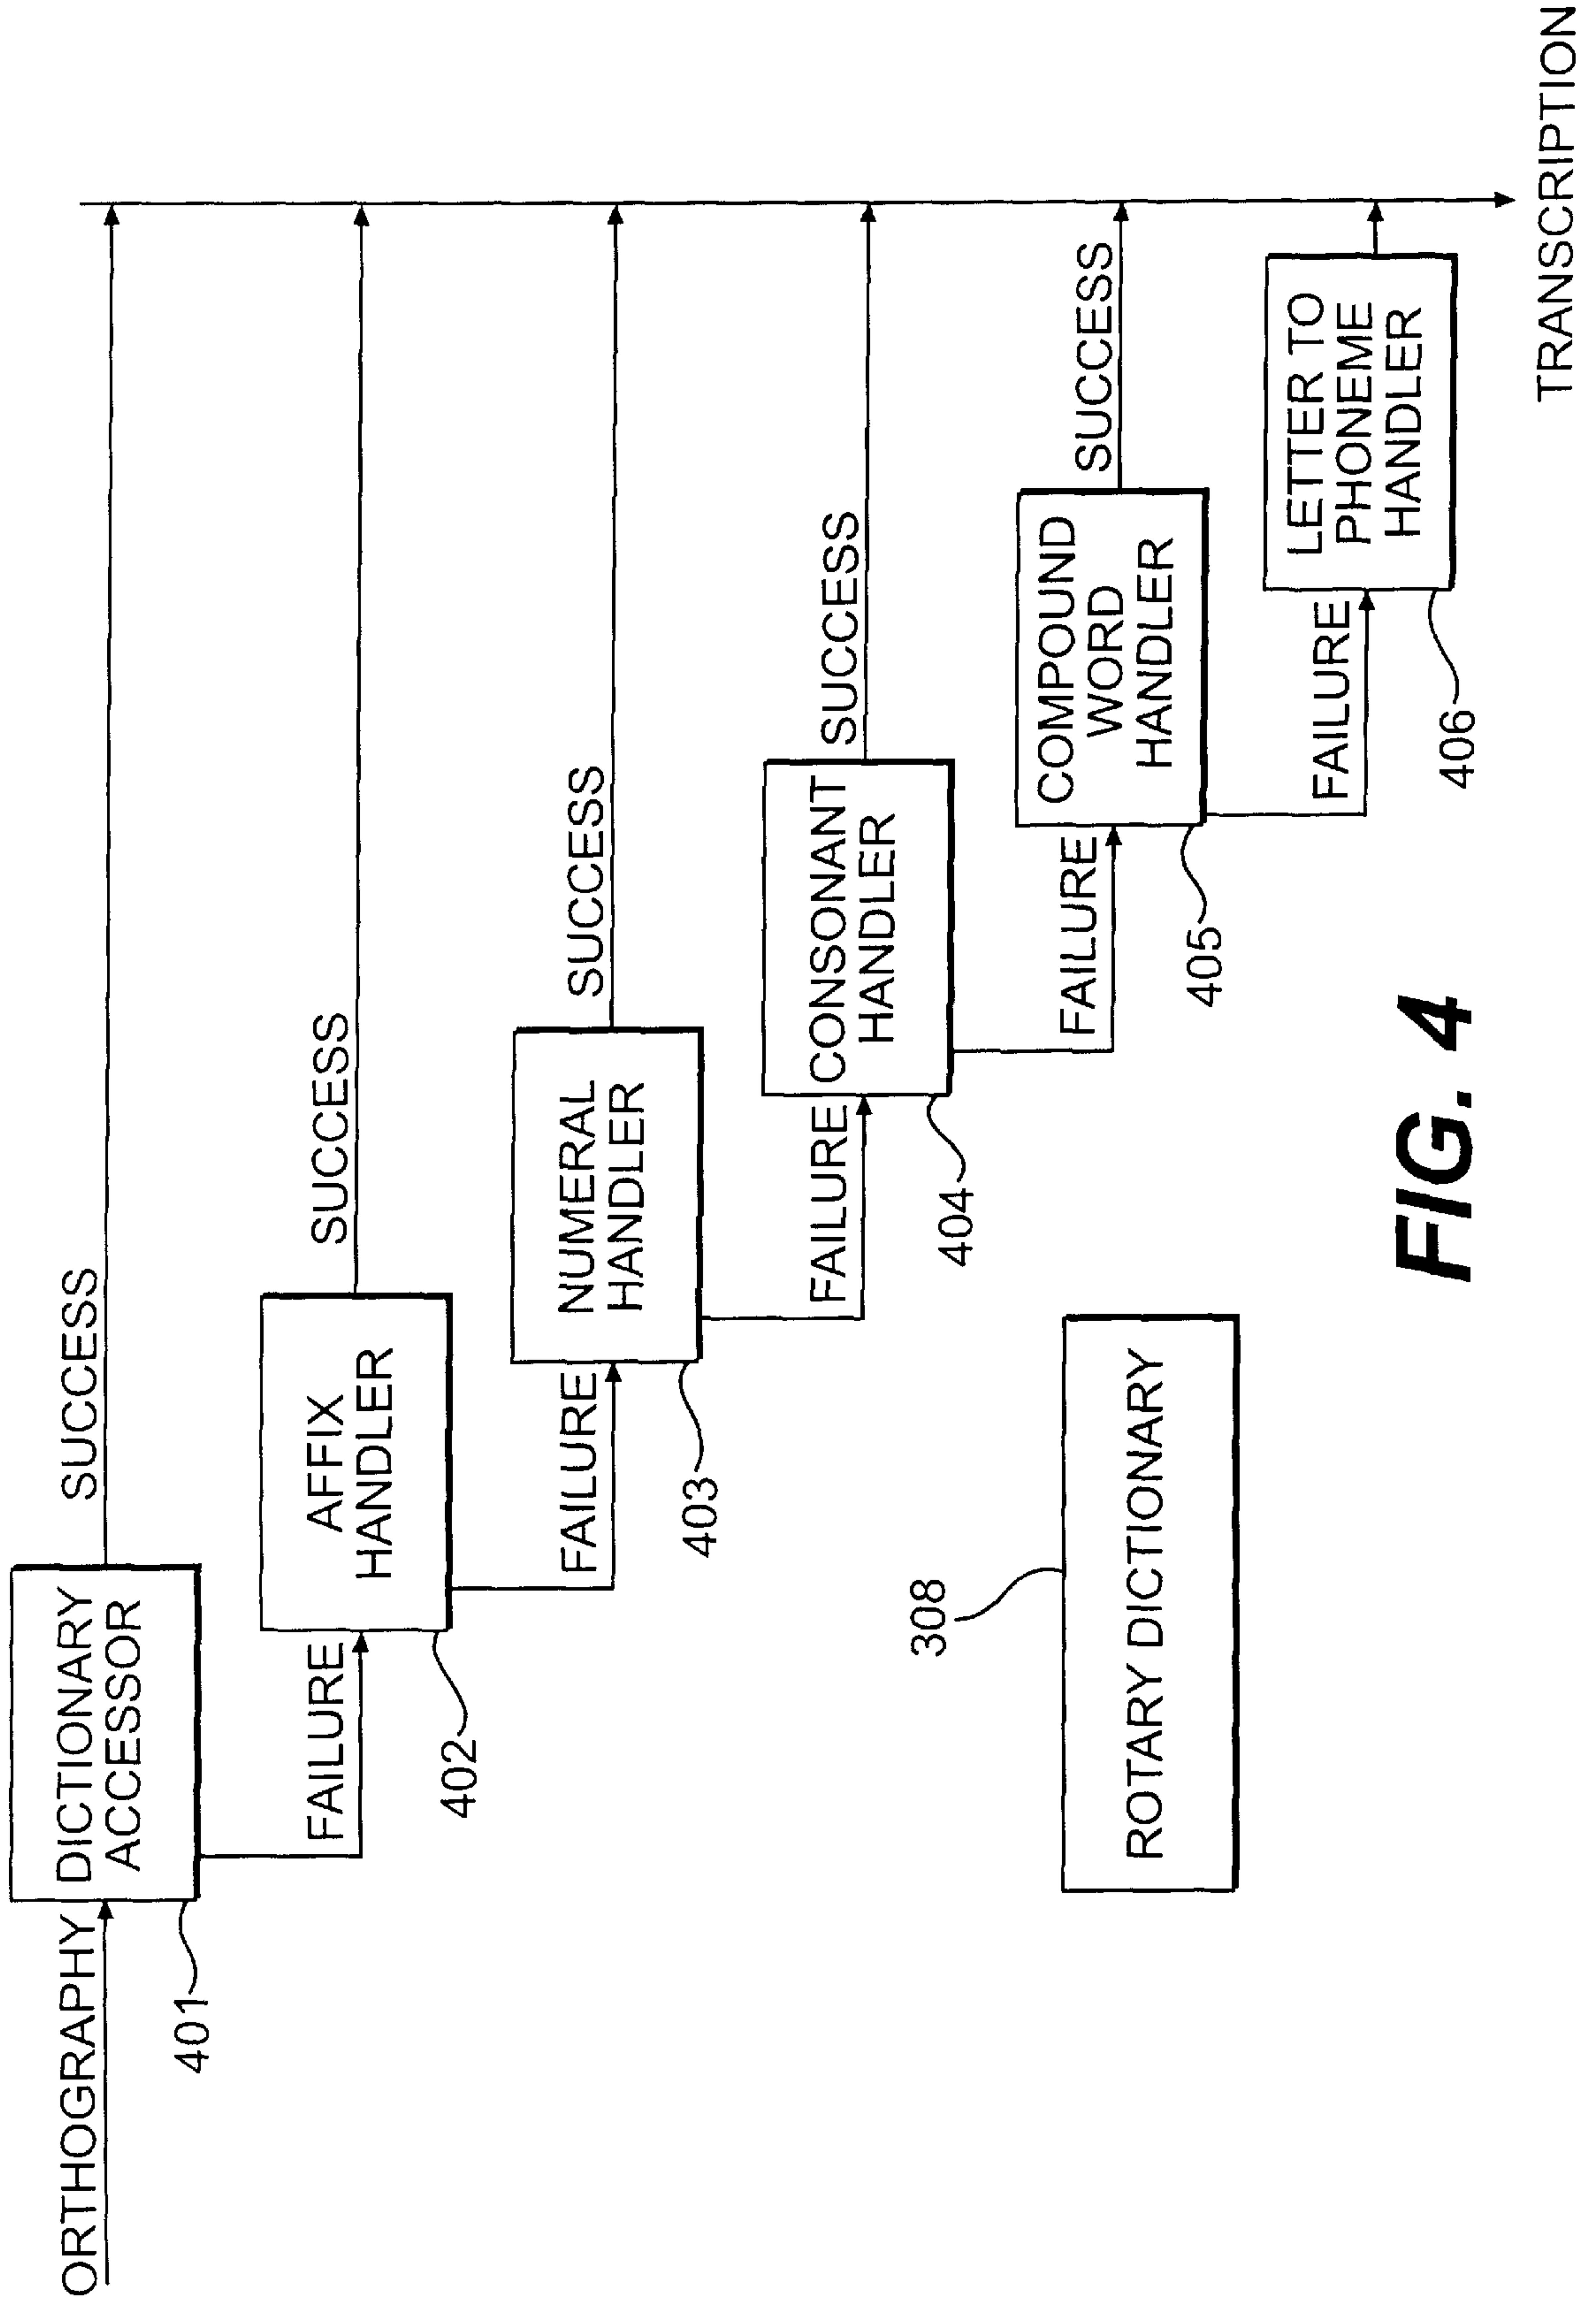 ORTHOGRAPHY
DICTIONARY
ACCESSOR
SUCCESS
401
FAILURE
AFFIX
HANDLER
SUCCESS
402
FAILURE
NUMERAL
HANDLER
SUCCESS
403
FAILURE
CONSONANT
HANDLER
SUCCESS
404
FAILURE
COMPOUND
WORD
HANDLER
SUCCESS
405
FAILURE
LETTER TO
PHONEME
HANDLER
406
308
ROTARY DICTIONARY
TRANSCRIPTION
FIG. 4